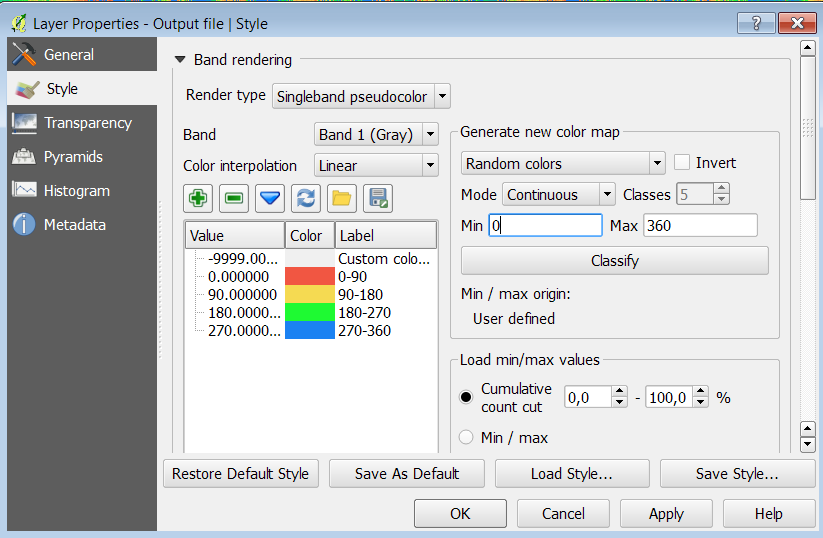 Layer Properties - Output file | Style
General
Style
Transparency
Pyramids
Histogram
Metadata
Band rendering
Render type Singleband pseudocolor
Band Band 1 (Gray)
Color interpolation Linear
Value Color Label
-9999.00... Custom colo...
0.000000 0-90
90.000000 90-180
180.0000... 180-270
270.0000... 270-360
Generate new color map
Random colors Invert
Mode Continuous Classes 5
Min 0 Max 360
Classify
Min / max origin:
User defined
Load min/max values
Cumulative
count cut 0,0 - 100,0 %
Min / max
Restore Default Style Save As Default Load Style... Save Style...
OK Cancel Apply Help